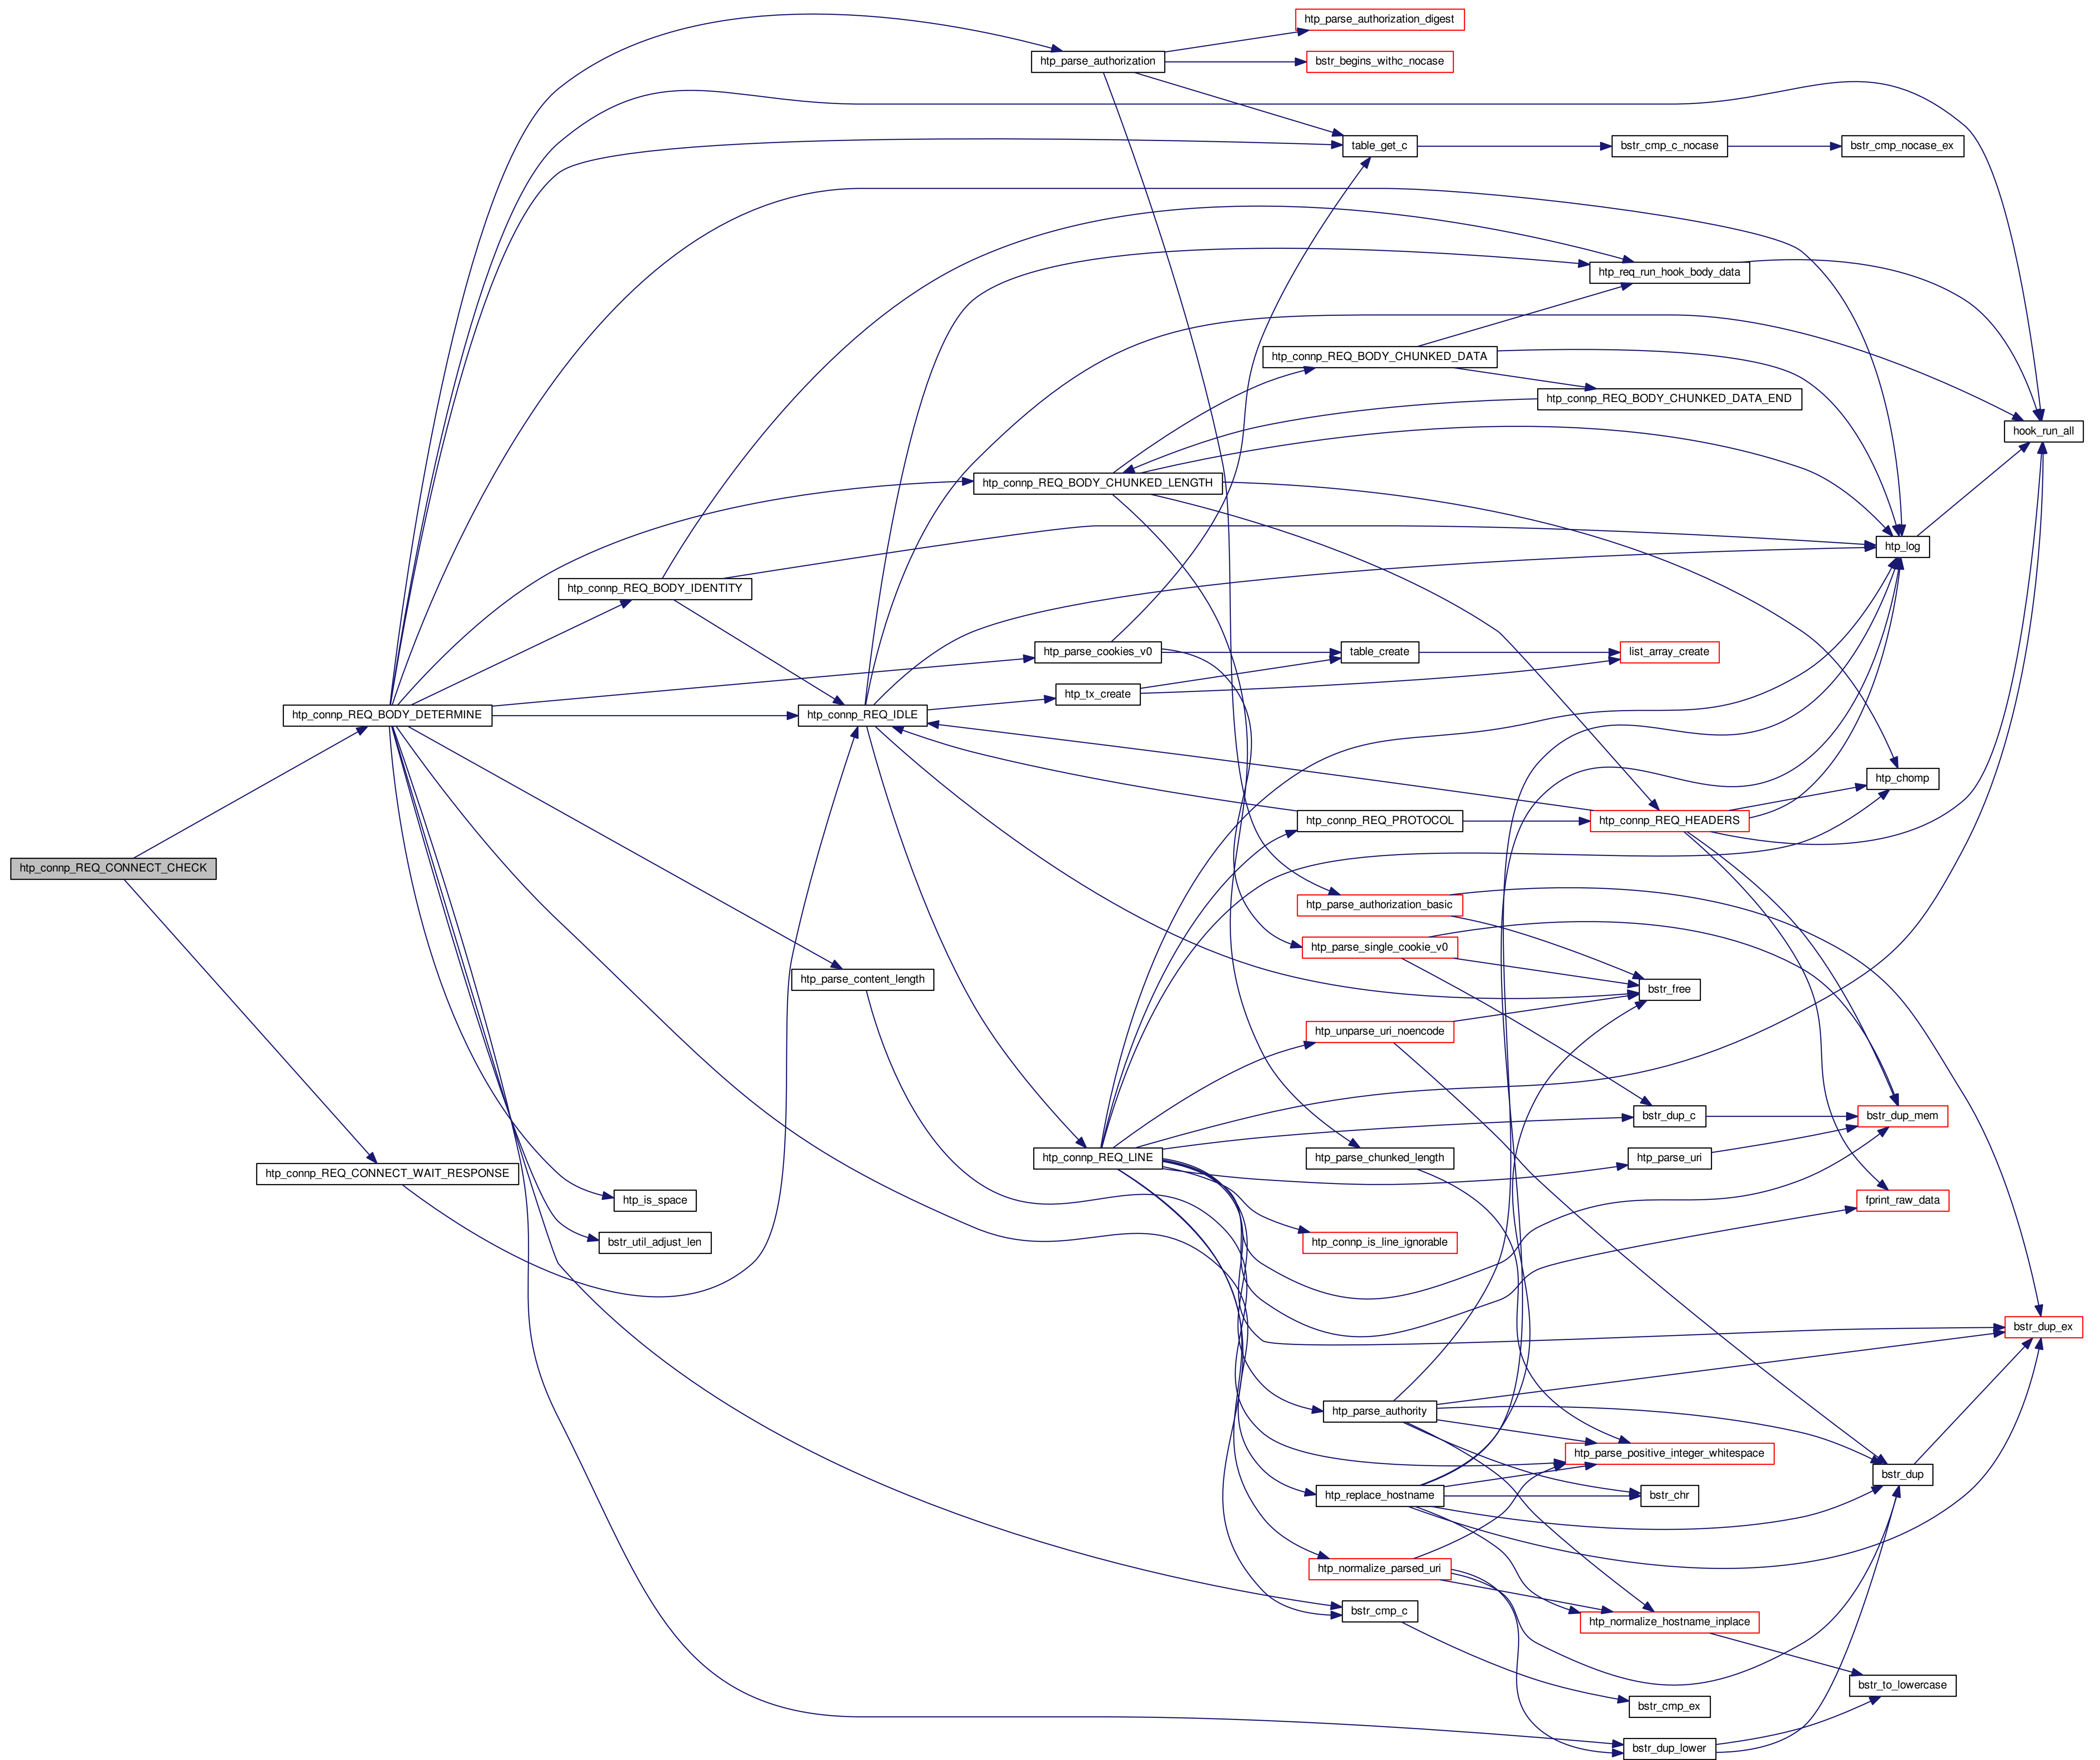 htp_parse_authorization_digest
htp_parse_authorization
bstr_begins_withc_nocase
table_get_c
bstr_cmp_c_nocase
bstr_cmp_nocase_ex
htp_req_run_hook_body_data
htp_connp_REQ_BODY_CHUNKED_DATA
htp_connp_REQ_BODY_CHUNKED_DATA_END
hook_run_all
htp_connp_REQ_BODY_CHUNKED_LENGTH
htp_log
htp_connp_REQ_BODY_IDENTITY
htp_parse_cookies_v0
table_create
list_array_create
htp_tx_create
htp_connp_REQ_BODY_DETERMINE
htp_connp_REQ_IDLE
htp_chomp
htp_connp_REQ_PROTOCOL
htp_connp_REQ_HEADERS
htp_connp_REQ_CONNECT_CHECK
htp_parse_authorization_basic
htp_parse_single_cookie_v0
htp_parse_content_length
bstr_free
htp_unparse_uri_noencode
bstr_dup_c
bstr_dup_mem
htp_connp_REQ_LINE
htp_parse_chunked_length
htp_parse_uri
htp_connp_REQ_CONNECT_WAIT_RESPONSE
htp_is_space
fprint_raw_data
bstr_util_adjust_len
htp_connp_is_line_ignorable
bstr_dup_ex
htp_parse_authority
htp_parse_positive_integer_whitespace
bstr_dup
htp_replace_hostname
bstr_chr
htp_normalize_parsed_uri
bstr_cmp_c
htp_normalize_hostname_inplace
bstr_to_lowercase
bstr_cmp_ex
bstr_dup_lower